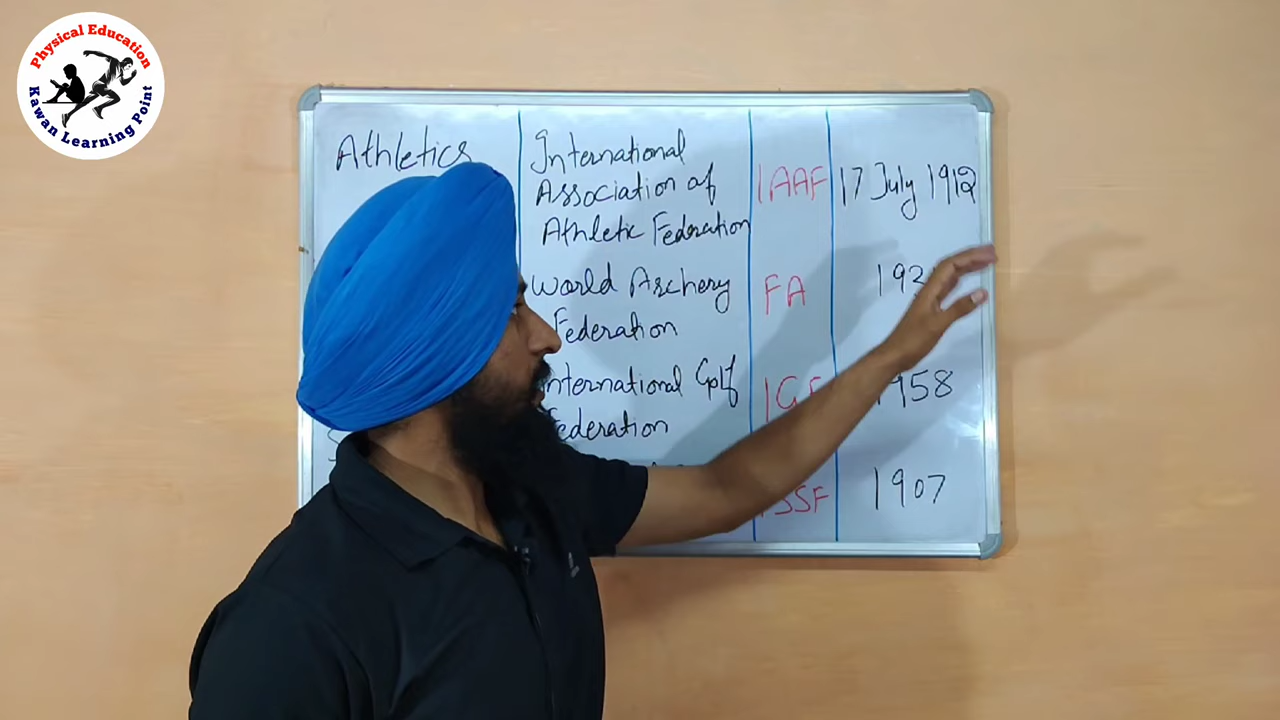 Physical Education
Kawan Learning Point
Athletics
International
Association of
Athletic Federation
IAAF
17 July 1912
World Archery
Federation
FA
International Golf
Federation
1958
SSF
1907